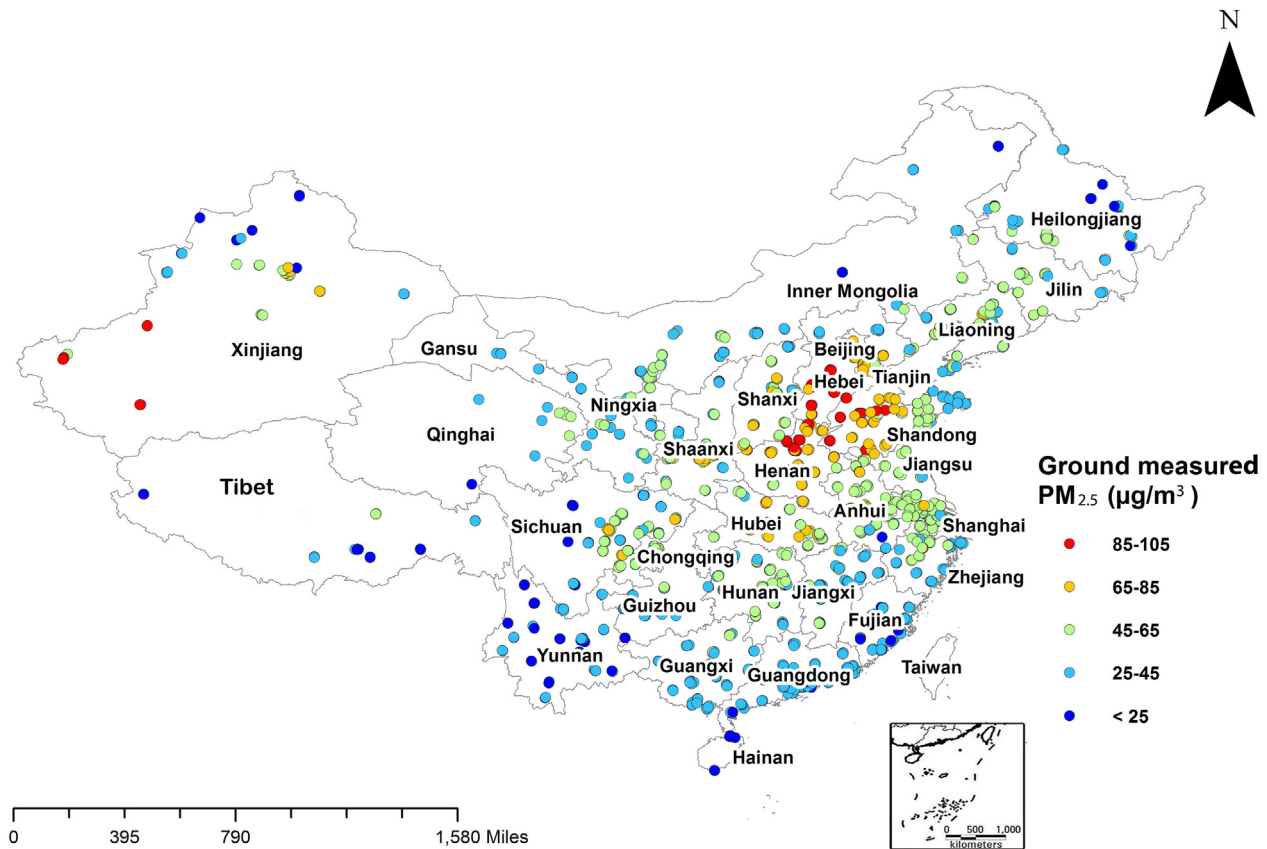 N
Heilongjiang
Inner Mongolia
Jilin
Liaoning
Xinjiang
Gansu
Beijing
Hebei
Tianjin
Shanxi
Ningxia
Qinghai
Shandong
Shaanxi
Henan
Jiangsu
Tibet
Ground measured
PM2.5 (μg/m³)
Sichuan
Hubei
Anhui
Shanghai
85-105
Chongqing
Zhejiang
65-85
Guizhou
Hunan
Jiangxi
Fujian
45-65
Yunnan
Guangxi
Guangdong
Taiwan
25-45
< 25
Hainan
0 395 790 1,580 Miles
0 500 1,000
kilometers